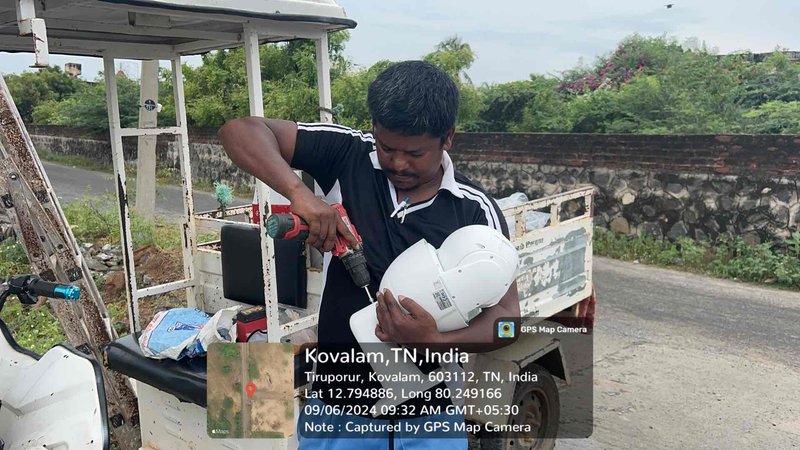 GPS Map Camera
Kovalam,TN,India
Tiruporur, Kovalam, 603112, TN, India
Lat 12.794886, Long 80.249166
09/06/2024 09:32 AM GMT+05:30
Note : Captured by GPS Map Camera
Maps